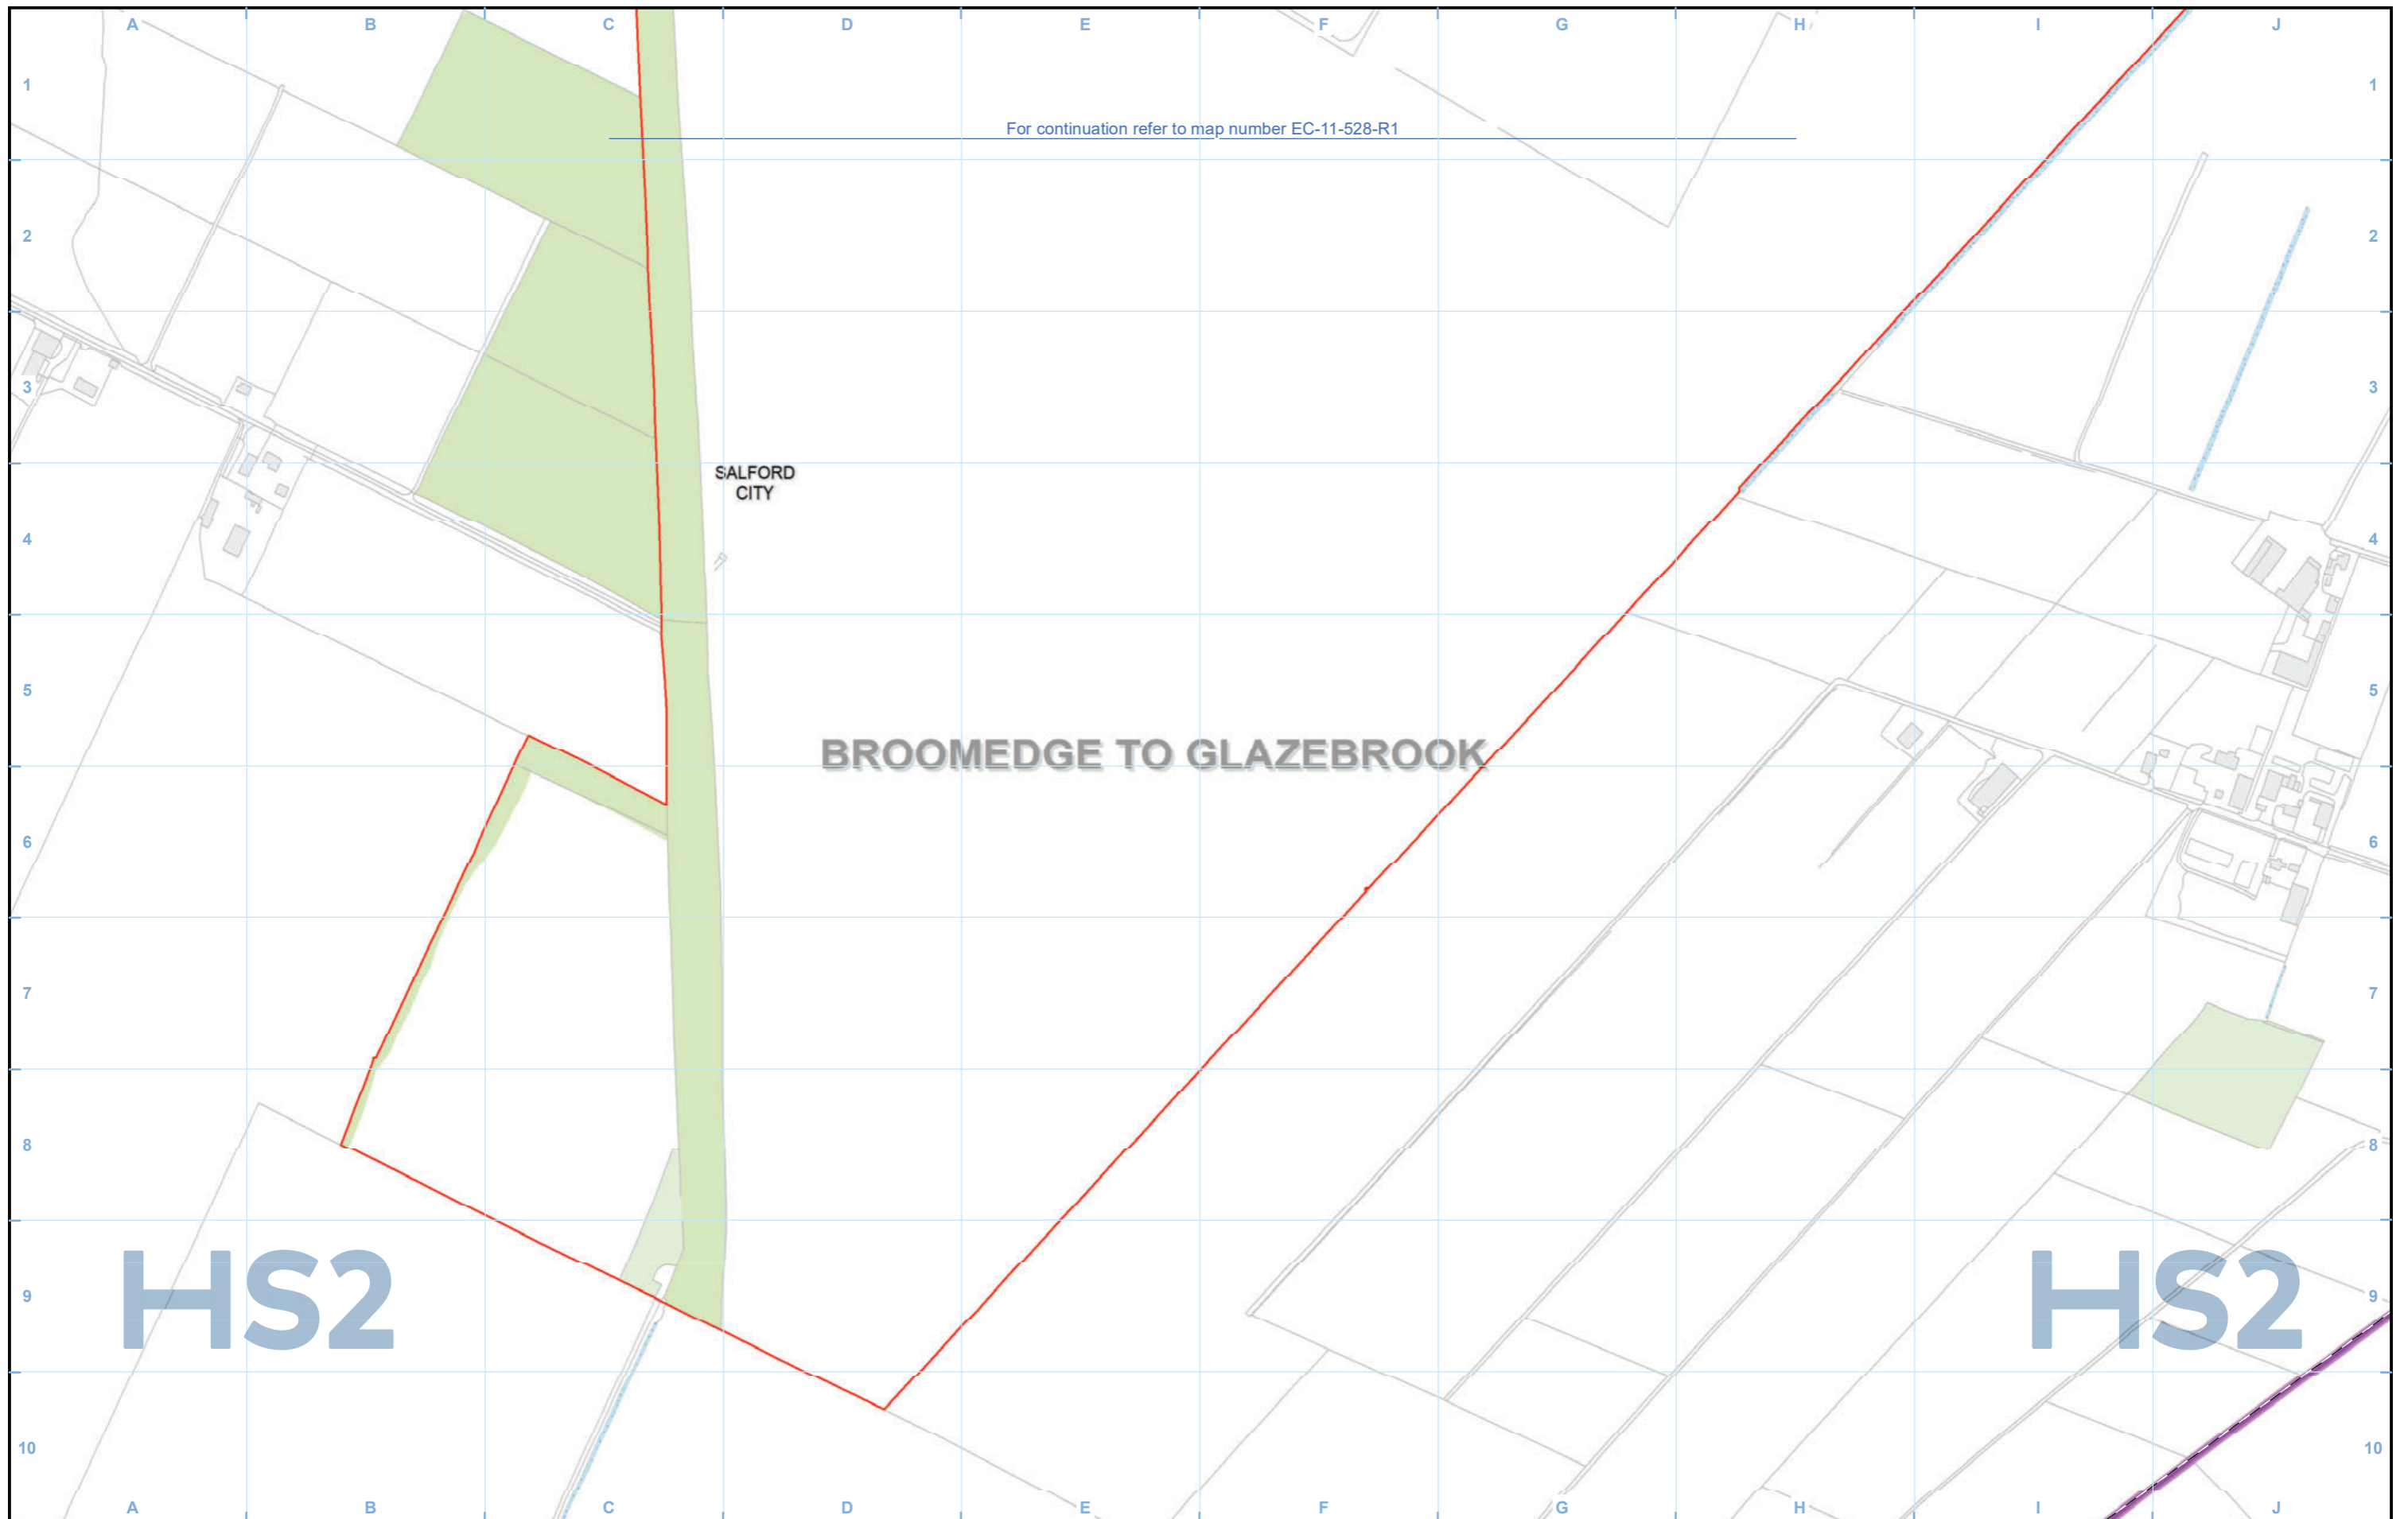 A B C D E F G H I J
1 1
For continuation refer to map number EC-11-528-R1
2 2
3 3
SALFORD
CITY
4 4
5 5
BROOMEDGE TO GLAZEBROOK
6 6
7 7
8 8
HS2 HS2
9 9
10 10
A B C D E F G H I J